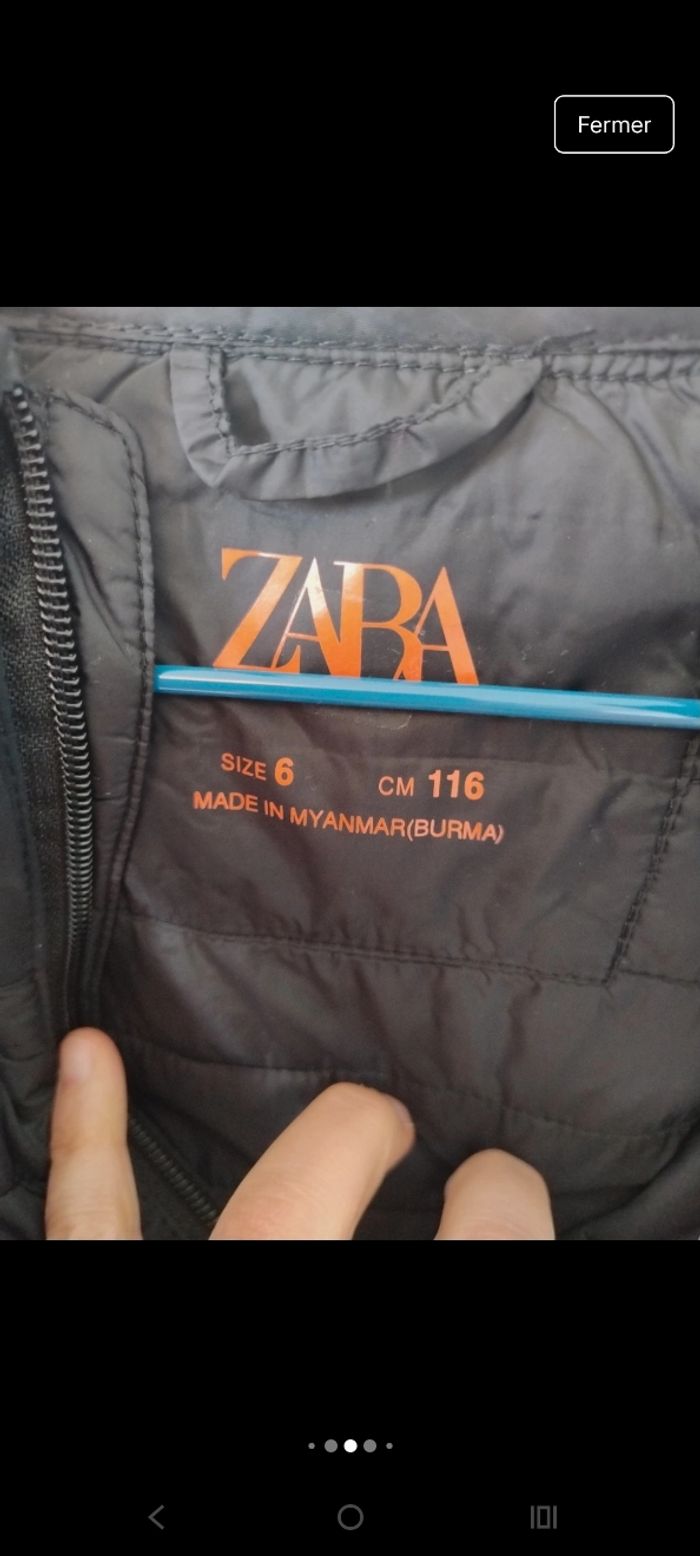 Fermer
ZARA
SIZE 6 CM 116
MADE IN MYANMAR(BURMA)